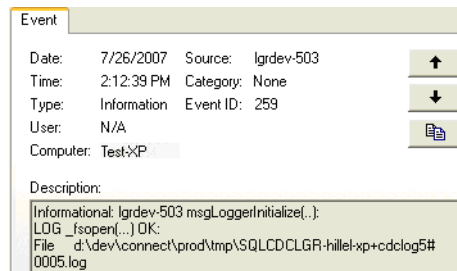 Event
Date: 7/26/2007 Source: lgrdev-503
Time: 2:12:39 PM Category: None
Type: Information Event ID: 259
User: N/A
Computer: Test-XP
Description:
Informational: lgrdev-503 msgLoggerInitialize(..):
LOG _fsopen(...) OK:
File d:\dev\connect\prod\tmp\SQLCDCLGR-hillel-xp+cdclog5#
0005.log